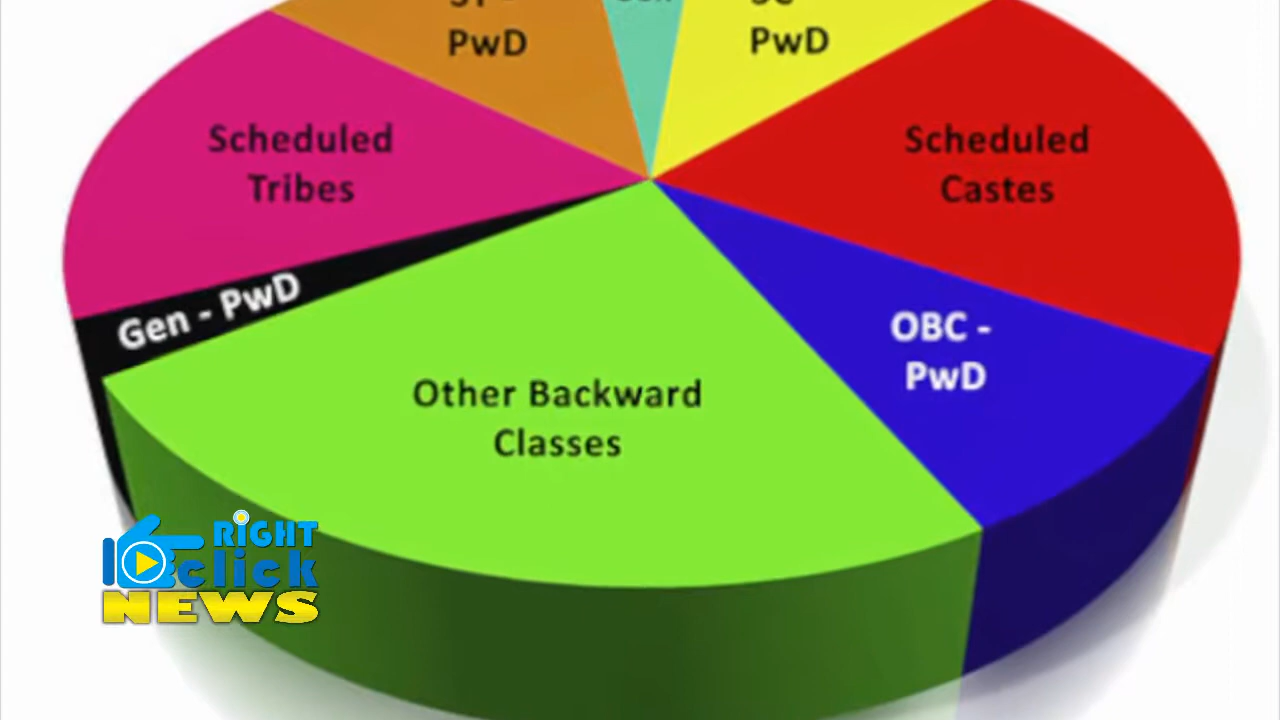 PwD
PwD
Scheduled
Tribes
Scheduled
Castes
Gen - PwD
OBC -
PwD
Other Backward
Classes
RIGHT
click
NEWS